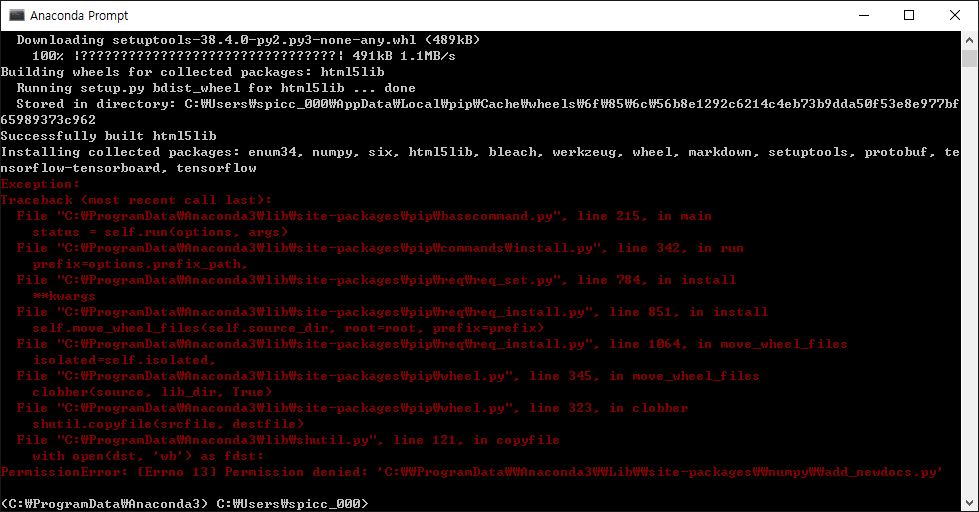 Anaconda Prompt
Downloading setuptools-38.4.0-py2.py3-none-any.whl (489kB)
100% |????????????????????????????????| 491kB 1.1MB/s
Building wheels for collected packages: html5lib
Running setup.py bdist_wheel for html5lib ... done
Stored in directory: C:₩Users₩spicc_000₩AppData₩Local₩pip₩Cache₩wheels₩6f₩85₩6c₩56b8e1292c6214c4eb73b9dda50f53e8e977bf
65989373c962
Successfully built html5lib
Installing collected packages: enum34, numpy, six, html5lib, bleach, werkzeug, wheel, markdown, setuptools, protobuf, te
nsorflow-tensorboard, tensorflow
Exception:
Traceback (most recent call last):
File "C:₩ProgramData₩Anaconda3₩lib₩site-packages₩pip₩basecommand.py", line 215, in main
status = self.run(options, args)
File "C:₩ProgramData₩Anaconda3₩lib₩site-packages₩pip₩commands₩install.py", line 342, in run
prefix=options.prefix_path,
File "C:₩ProgramData₩Anaconda3₩lib₩site-packages₩pip₩req₩req_set.py", line 784, in install
**kwargs
File "C:₩ProgramData₩Anaconda3₩lib₩site-packages₩pip₩req₩req_install.py", line 851, in install
self.move_wheel_files(self.source_dir, root=root, prefix=prefix)
File "C:₩ProgramData₩Anaconda3₩lib₩site-packages₩pip₩req₩req_install.py", line 1064, in move_wheel_files
isolated=self.isolated,
File "C:₩ProgramData₩Anaconda3₩lib₩site-packages₩pip₩wheel.py", line 345, in move_wheel_files
clobber(source, lib_dir, True)
File "C:₩ProgramData₩Anaconda3₩lib₩site-packages₩pip₩wheel.py", line 323, in clobber
shutil.copyfile(srcfile, destfile)
File "C:₩ProgramData₩Anaconda3₩lib₩shutil.py", line 121, in copyfile
with open(dst, 'wb') as fdst:
PermissionError: [Errno 13] Permission denied: 'C:₩₩ProgramData₩₩Anaconda3₩₩Lib₩₩site-packages₩₩numpy₩₩add_newdocs.py'
(C:₩ProgramData₩Anaconda3) C:₩Users₩spicc_000>